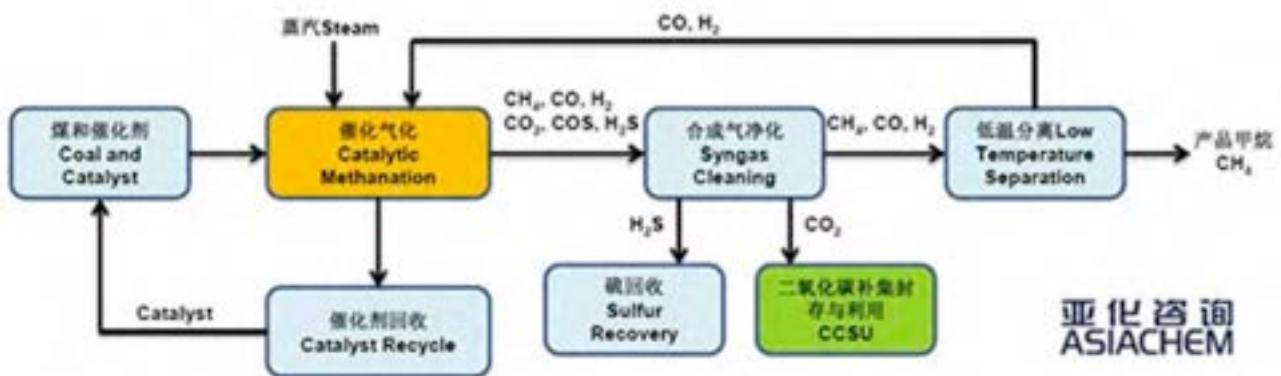 CO, H₂
蒸汽Steam
CH₄, CO, H₂
CO₂, COS, H₂S
煤和催化剂
Coal and
Catalyst
催化气化
Catalytic
Methanation
合成气净化
Syngas
Cleaning
CH₄, CO, H₂
低温分离Low
Temperature
Separation
产品甲烷
CH₄
H₂S
CO₂
Catalyst
催化剂回收
Catalyst Recycle
硫回收
Sulfur
Recovery
二氧化碳补集封
存与利用
CCSU
亚化咨询
ASIACHEM